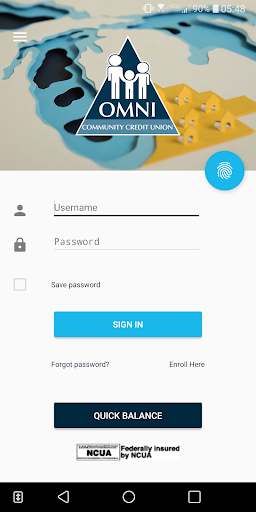 90% 05:48
OMNI
COMMUNITY CREDIT UNION
Username
Password
Save password
SIGN IN
Forgot password? Enroll Here
QUICK BALANCE
NCUA
Federally insured
by NCUA